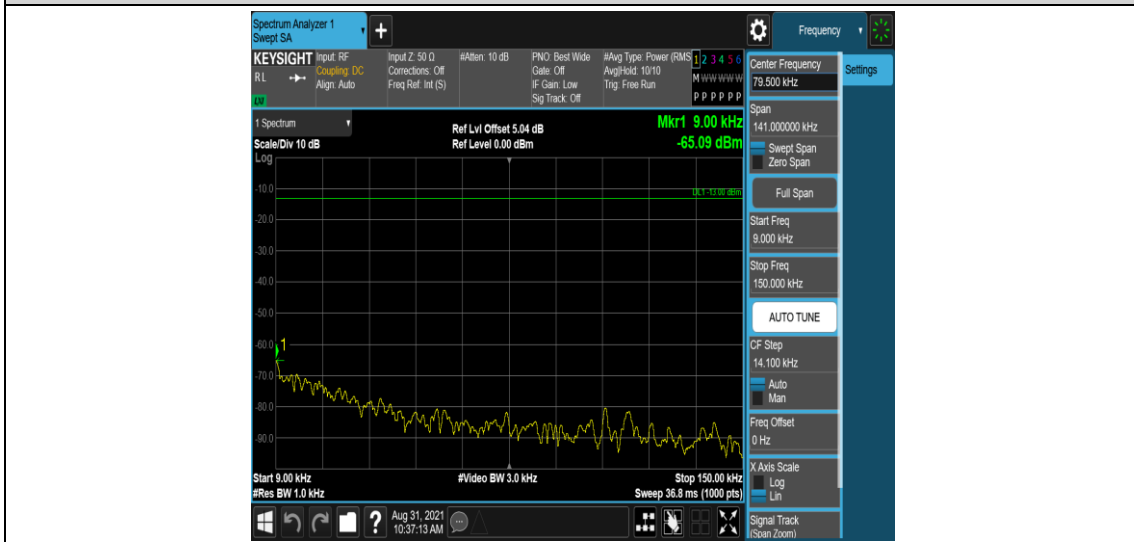 Spectrum Analyzer 1
Swept SA
+
Frequency
KEYSIGHT
RL
LXI
Input: RF
Coupling: DC
Align: Auto
Input Z: 50 Ω
Corrections: Off
Freq Ref: Int (S)
#Atten: 10 dB
PNO: Best Wide
Gate: Off
IF Gain: Low
Sig Track: Off
#Avg Type: Power (RMS
Avg|Hold: 10/10
Trig: Free Run
1 2 3 4 5 6
M W W W W W
P P P P P P
1 Spectrum
Scale/Div 10 dB
Log
Ref Lvl Offset 5.04 dB
Ref Level 0.00 dBm
Mkr1 9.00 kHz
-65.09 dBm
DL1 -13.00 dBm
-10.0
-20.0
-30.0
-40.0
-50.0
-60.0
1
-70.0
-80.0
-90.0
Start 9.00 kHz
#Video BW 3.0 kHz
Stop 150.00 kHz
#Res BW 1.0 kHz
Sweep 36.8 ms (1000 pts)
?
Aug 31, 2021
10:37:13 AM
Center Frequency
79.500 kHz
Settings
Span
141.000000 kHz
Swept Span
Zero Span
Full Span
Start Freq
9.000 kHz
Stop Freq
150.000 kHz
AUTO TUNE
CF Step
14.100 kHz
Auto
Man
Freq Offset
0 Hz
X Axis Scale
Log
Lin
Signal Track
(Span Zoom)